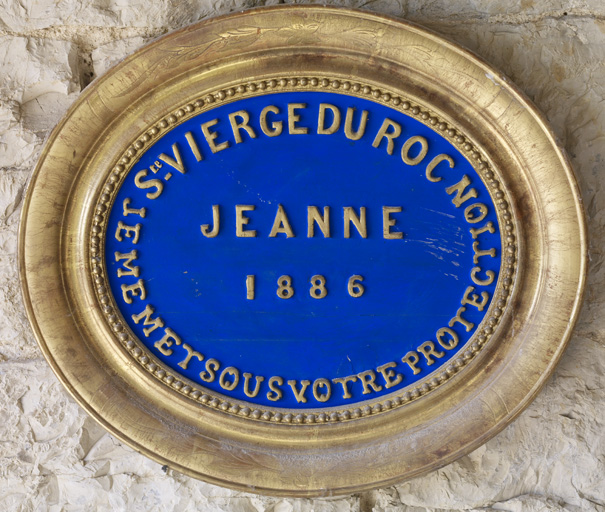 STE VIERGE DU ROC
JE ME METS SOUS VOTRE PROTECTION
JEANNE
1886